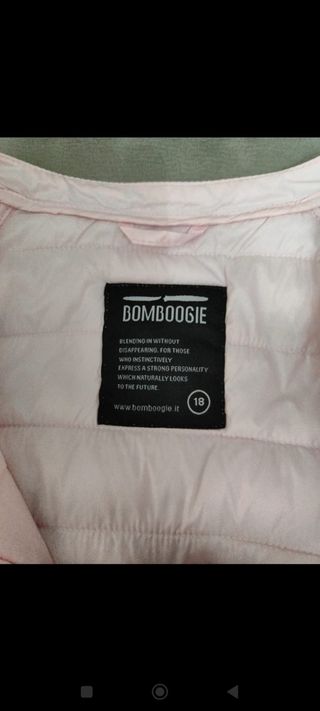 BOMBOOGIE
BLENDING IN WITHOUT
DISAPPEARING. FOR THOSE
WHO INSTINCTIVELY
EXPRESS A STRONG PERSONALITY
WHICH NATURALLY LOOKS
TO THE FUTURE.
www.bomboogie.it 18